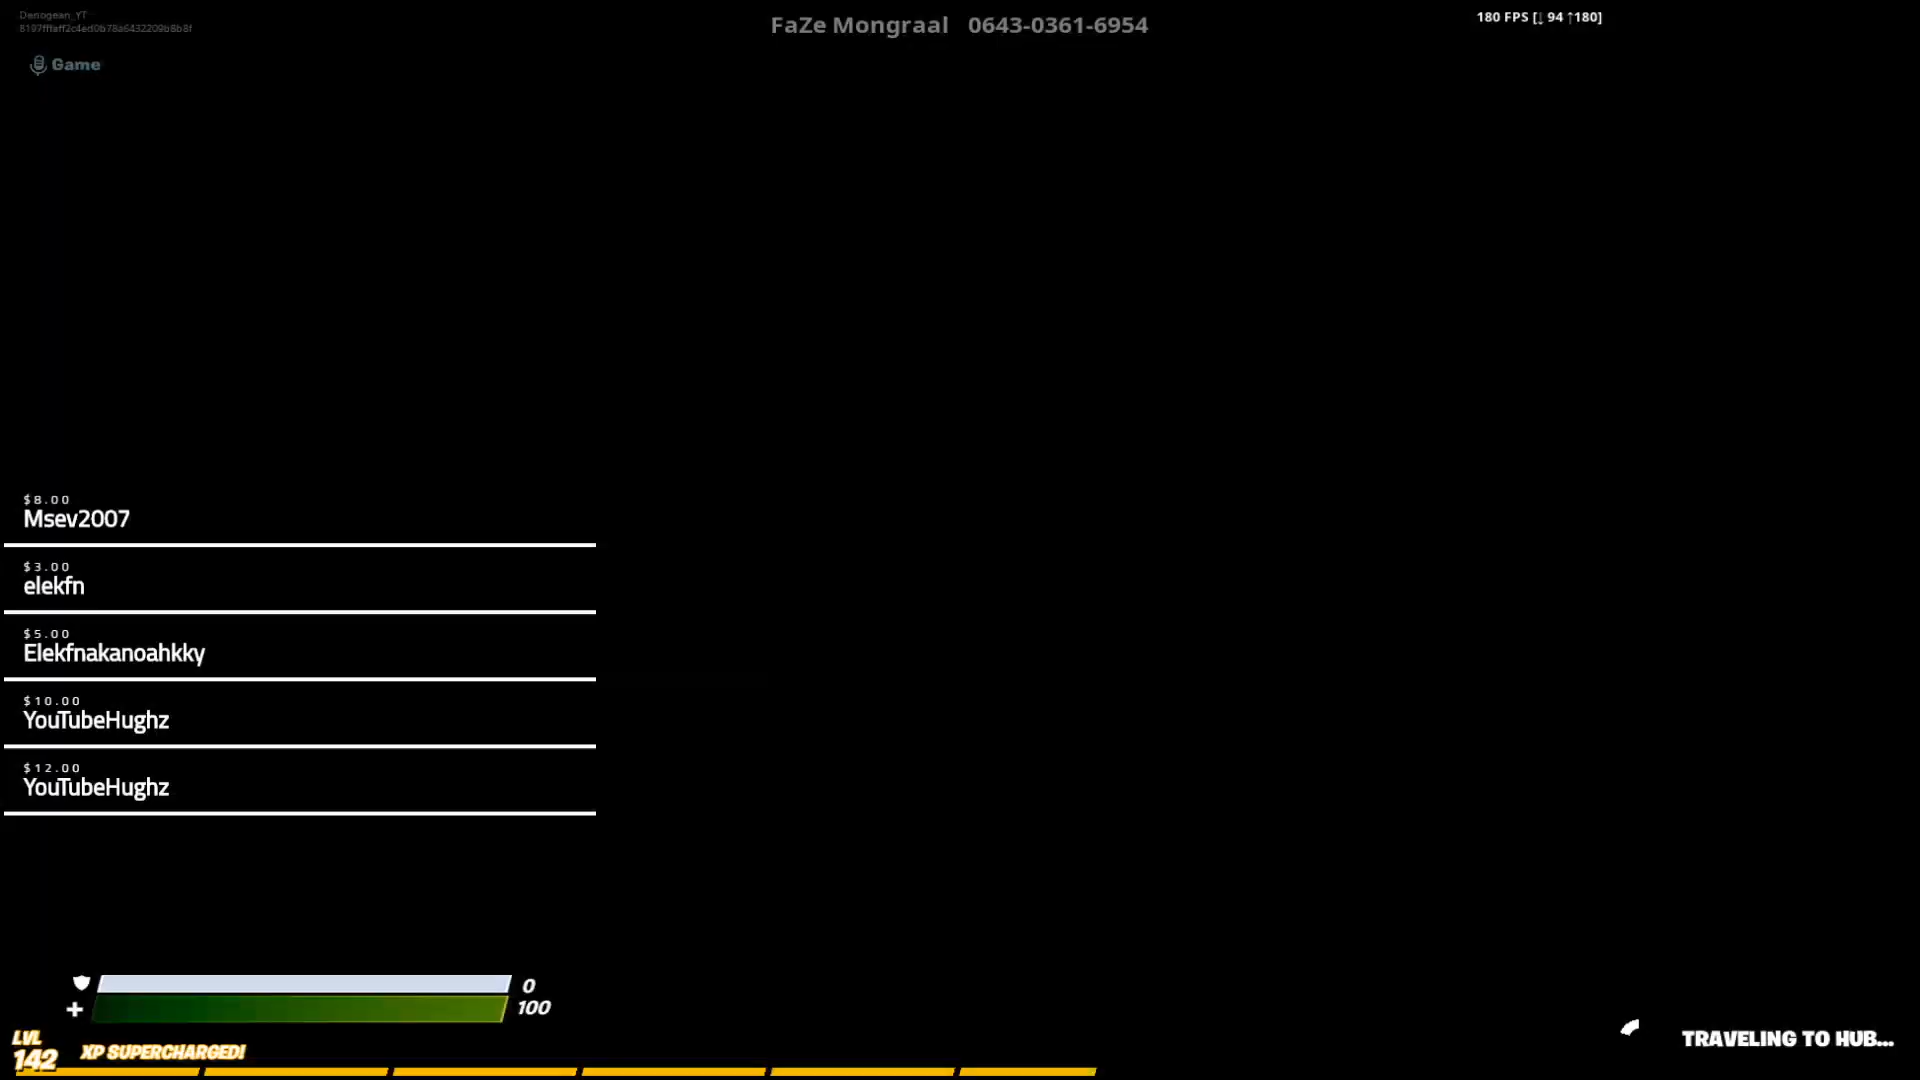 Deriogean_YT
FaZe Mongraal 0643-0361-6954
180 FPS [↓ 94 ↑180]
Game
$8.00
Msev2007
$3.00
elekfn
$5.00
Elekfnakanoahkky
$10.00
YouTubeHughz
$12.00
YouTubeHughz
0
100
LVL
142
XP SUPERCHARGED!
TRAVELING TO HUB...